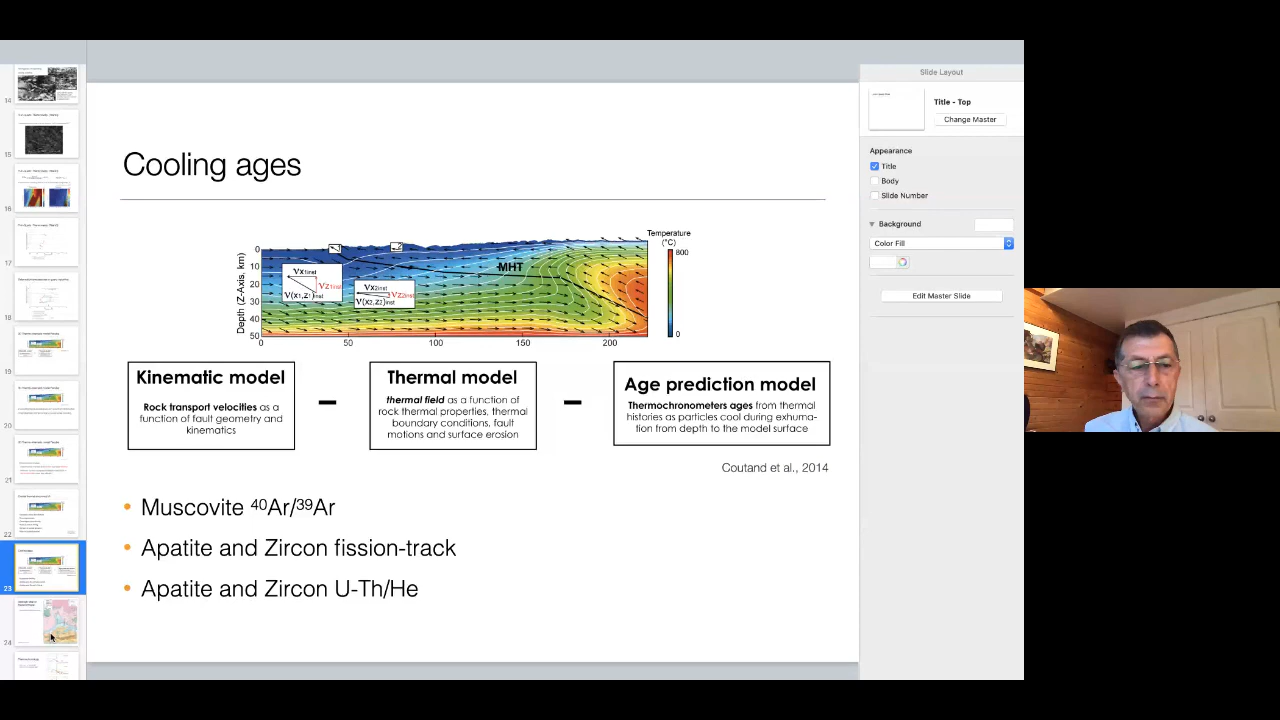 Cooling ages
Temperature
(°C)
800
0
Depth (Z-Axis, km)
0
10
20
30
40
50
0
50
100
150
200
MHT
Kinematic model
Rock transport velocities as a
function of fault geometry and
kinematics
Thermal model
thermal field as a function of
rock thermal properties, thermal
boundary conditions, fault
motions and surface erosion
Age prediction model
Thermochronometers ages from thermal
histories as particles cool during exhuma-
tion from depth to the model surface
Coutand et al., 2014
• Muscovite ⁴⁰Ar/³⁹Ar
• Apatite and Zircon fission-track
• Apatite and Zircon U-Th/He
14
15
16
17
18
19
20
21
22
23
24
Slide Layout
Title - Top
Change Master
Appearance
Title
Body
Slide Number
Background
Color Fill
Edit Master Slide